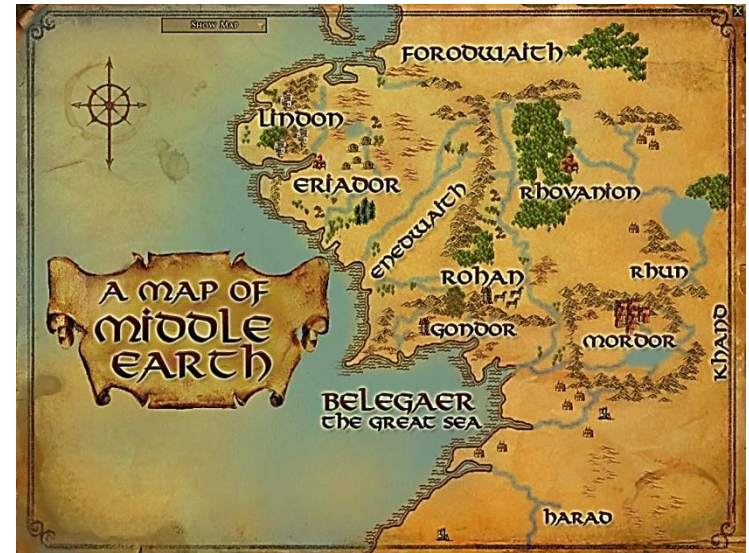 Show Map
FORODWAITH
LINDON
ERIADOR
RHOVANION
ENEDWAITH
ROHAN
RHUN
A MAP OF
MIDDLE
EARTH
GONDOR
MORDOR
KHAND
BELEGAER
THE GREAT SEA
HARAD